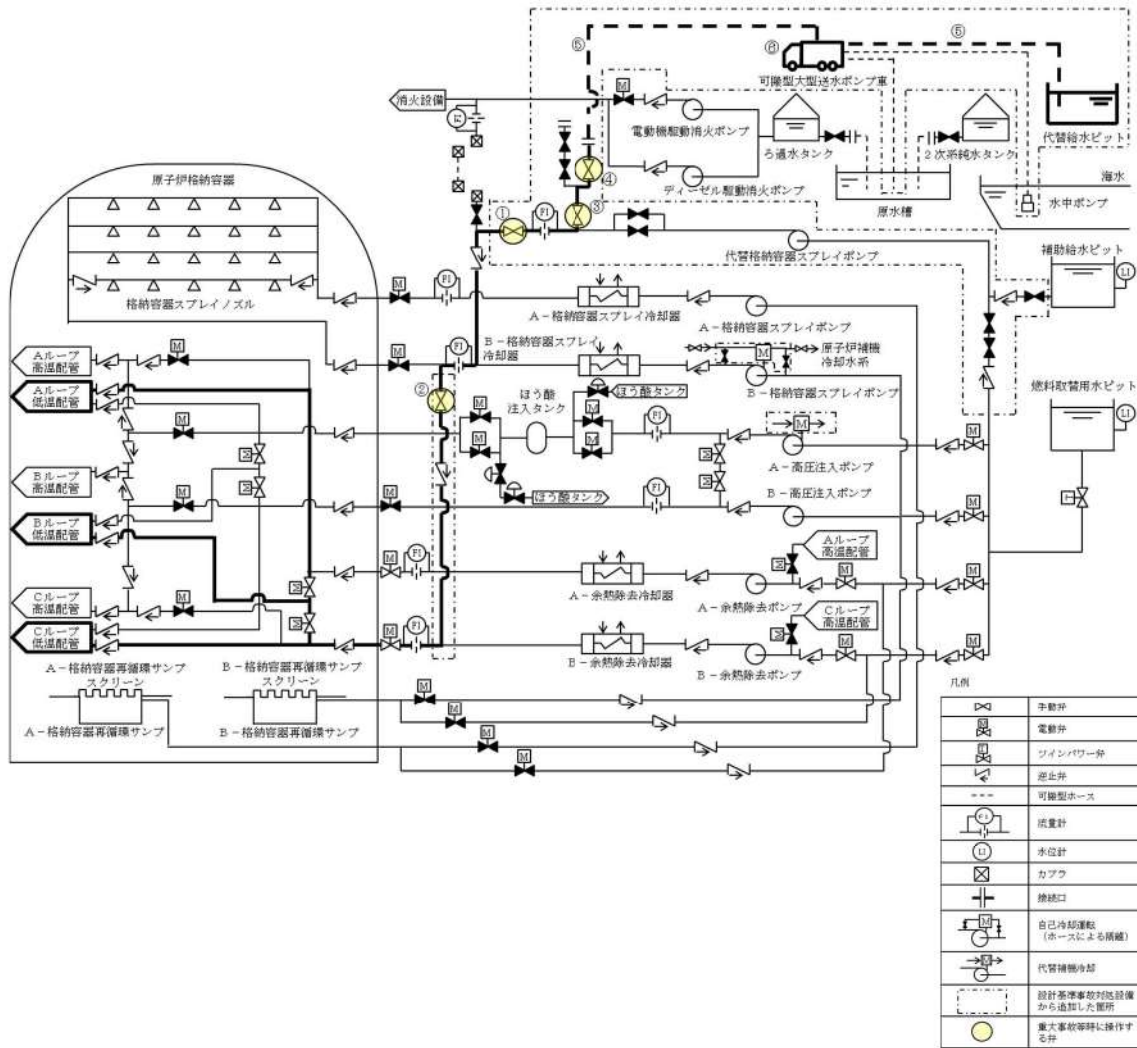 ⑤
⑥
⑤
可搬型大型送水ポンプ車
消火設備
M
FI
電動機駆動消火ポンプ
ろ過水タンク
2次系純水タンク
代替給水ピット
原子炉格納容器
④
ディーゼル駆動消火ポンプ
海水
原水槽
水中ポンプ
①
FI
③
代替格納容器スプレイポンプ
補助給水ピット
LI
格納容器スプレイノズル
M
FI
A-格納容器スプレイ冷却器
A-格納容器スプレイポンプ
B-格納容器スプレイ
冷却器
M
FI
M
原子炉補機
冷却水系
B-格納容器スプレイポンプ
燃料取替用水ピット
LI
Aループ
高温配管
M
Aループ
低温配管
②
ほう酸
注入タンク
ほう酸タンク
M
M
M
M
FI
M
M
A-高圧注入ポンプ
M
M
M
Bループ
高温配管
M
M
ほう酸タンク
M
FI
B-高圧注入ポンプ
M
T
Bループ
低温配管
M
M
Aループ
高温配管
M
M
FI
A-余熱除去冷却器
M
M
A-余熱除去ポンプ
M
Cループ
高温配管
M
M
Cループ
高温配管
Cループ
低温配管
M
FI
B-余熱除去冷却器
M
M
B-余熱除去ポンプ
M
A-格納容器再循環サンプ
スクリーン
B-格納容器再循環サンプ
スクリーン
M
M
A-格納容器再循環サンプ
B-格納容器再循環サンプ
M
M
凡例
手動弁
M
電動弁
T
ツインパワー弁
逆止弁
可搬型ホース
FI
流量計
LI
水位計
カプラ
接続口
M
自己冷却運転
(ホースによる隔離)
M
代替補機冷却
設計基準事故対処設備
から追加した箇所
重大事故等時に操作す
る弁